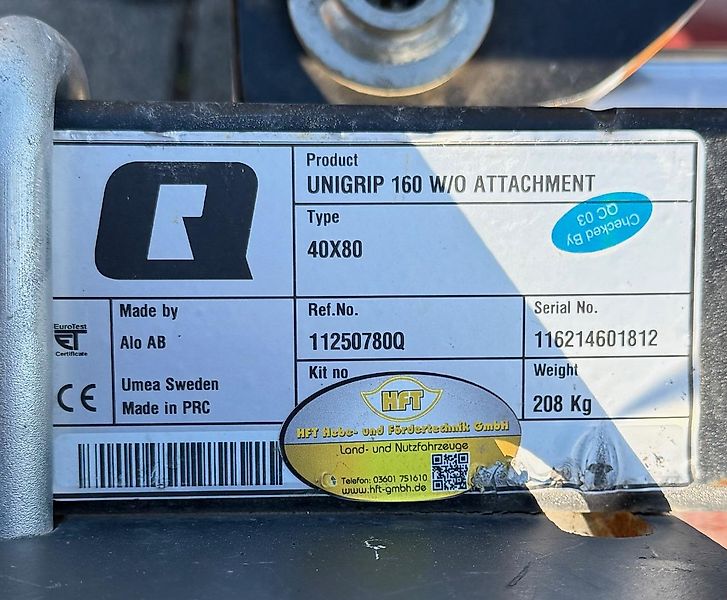 Product
UNIGRIP 160 W/O ATTACHMENT
Type
40X80
Checked By
QC 03
EuroTest
ET
Certificate
CE
Made by
Alo AB
Umea Sweden
Made in PRC
Ref.No.
11250780Q
Serial No.
116214601812
Kit no
Weight
208 Kg
HFT
HFT Hebe- und Fördertechnik GmbH
Land- und Nutzfahrzeuge
Telefon: 03601 751610
www.hft-gmbh.de